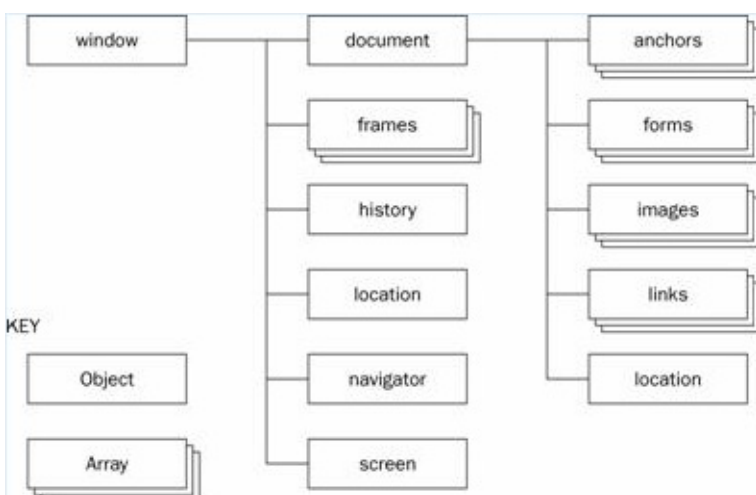 window
document
anchors
frames
forms
history
images
location
links
KEY
Object
navigator
location
Array
screen